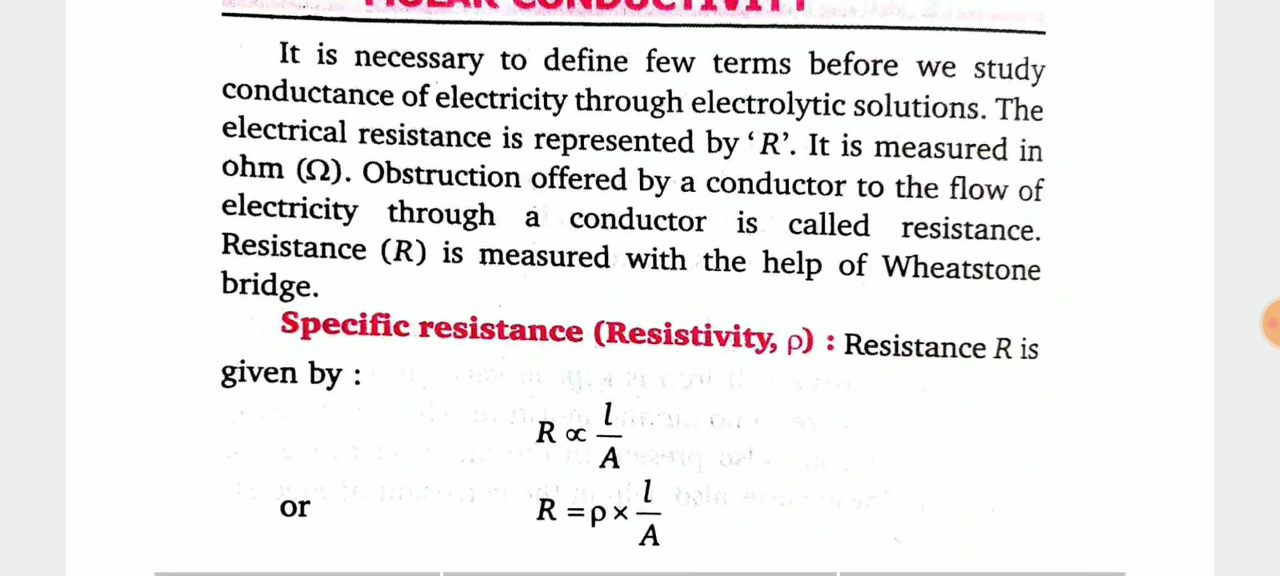 MOLAR CONDUCTIVITY
It is necessary to define few terms before we study
conductance of electricity through electrolytic solutions. The
electrical resistance is represented by ‘R’. It is measured in
ohm (Ω). Obstruction offered by a conductor to the flow of
electricity through a conductor is called resistance.
Resistance (R) is measured with the help of Wheatstone
bridge.
Specific resistance (Resistivity, ρ) : Resistance R is
given by :
R ∝ l/A
or R = ρ × l/A